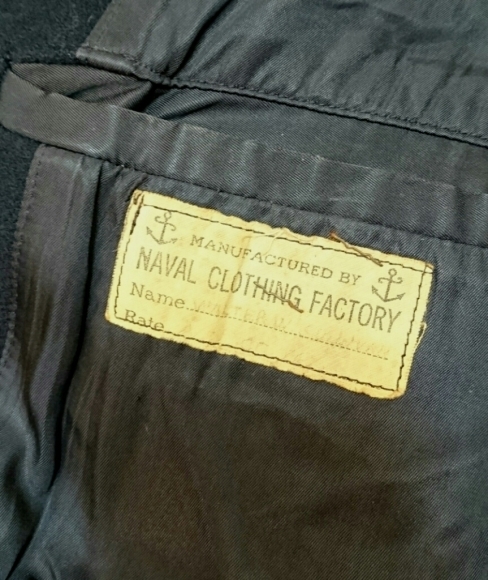 MANUFACTURED BY
NAVAL CLOTHING FACTORY
Name
Rate